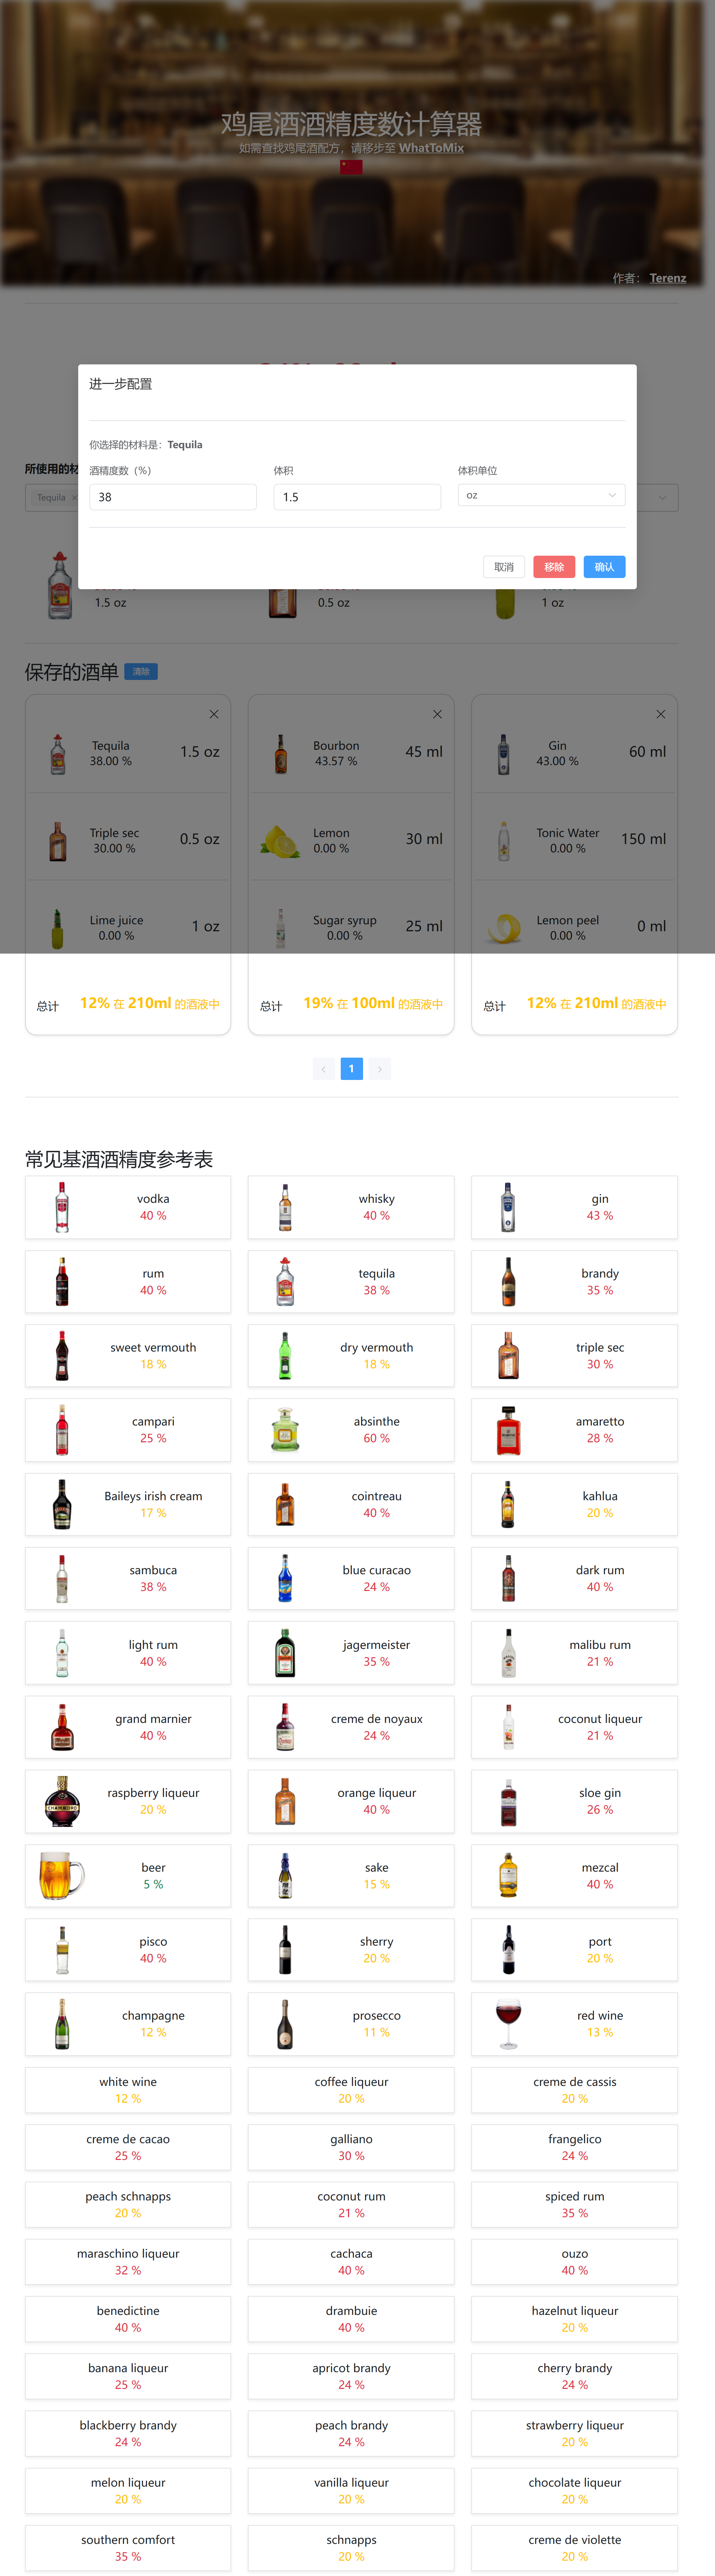 鸡尾酒酒精度数计算器
如需查找鸡尾酒配方，请移步至 WhatToMix
作者： Terenz
进一步配置
你选择的材料是：Tequila
酒精度数（%） 体积 体积单位
38 1.5 oz
取消 移除 确认
所使用的材
Tequila ×
1.5 oz 0.5 oz 1 oz
保存的酒单 清除
Tequila
38.00 %
1.5 oz
Triple sec
30.00 %
0.5 oz
Lime juice
0.00 %
1 oz
总计 12% 在 210ml 的酒液中
Bourbon
43.57 %
45 ml
Lemon
0.00 %
30 ml
Sugar syrup
0.00 %
25 ml
总计 19% 在 100ml 的酒液中
Gin
43.00 %
60 ml
Tonic Water
0.00 %
150 ml
Lemon peel
0.00 %
0 ml
总计 12% 在 210ml 的酒液中
1
常见基酒酒精度参考表
vodka
40 %
whisky
40 %
gin
43 %
rum
40 %
tequila
38 %
brandy
35 %
sweet vermouth
18 %
dry vermouth
18 %
triple sec
30 %
campari
25 %
absinthe
60 %
amaretto
28 %
Baileys irish cream
17 %
cointreau
40 %
kahlua
20 %
sambuca
38 %
blue curacao
24 %
dark rum
40 %
light rum
40 %
jagermeister
35 %
malibu rum
21 %
grand marnier
40 %
creme de noyaux
24 %
coconut liqueur
21 %
raspberry liqueur
20 %
orange liqueur
40 %
sloe gin
26 %
beer
5 %
sake
15 %
mezcal
40 %
pisco
40 %
sherry
20 %
port
20 %
champagne
12 %
prosecco
11 %
red wine
13 %
white wine
12 %
coffee liqueur
20 %
creme de cassis
20 %
creme de cacao
25 %
galliano
30 %
frangelico
24 %
peach schnapps
20 %
coconut rum
21 %
spiced rum
35 %
maraschino liqueur
32 %
cachaca
40 %
ouzo
40 %
benedictine
40 %
drambuie
40 %
hazelnut liqueur
20 %
banana liqueur
25 %
apricot brandy
24 %
cherry brandy
24 %
blackberry brandy
24 %
peach brandy
24 %
strawberry liqueur
20 %
melon liqueur
20 %
vanilla liqueur
20 %
chocolate liqueur
20 %
southern comfort
35 %
schnapps
20 %
creme de violette
20 %